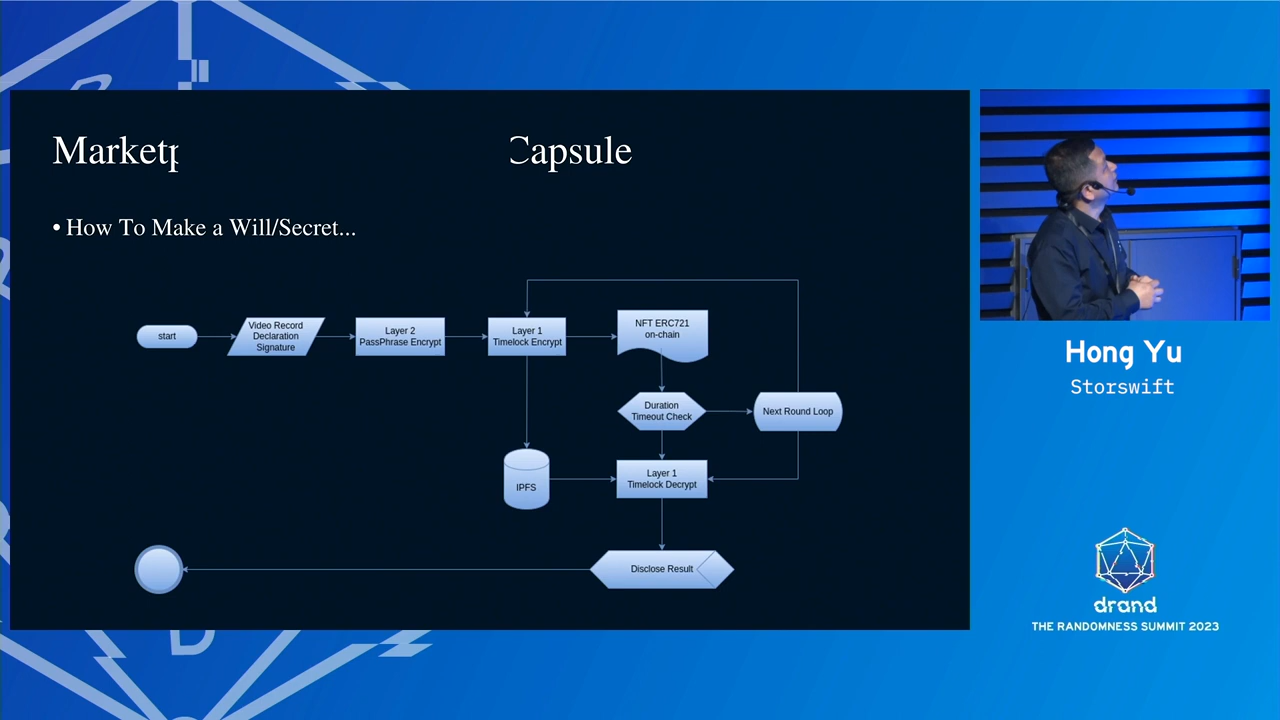 Capsule
• How To Make a Will/Secret...
start
Video Record
Declaration
Signature
Layer 2
PassPhrase Encrypt
Layer 1
Timelock Encrypt
NFT ERC721
on-chain
Duration
Timeout Check
Next Round Loop
IPFS
Layer 1
Timelock Decrypt
Disclose Result
Hong Yu
Storswift
drand
THE RANDOMNESS SUMMIT 2023